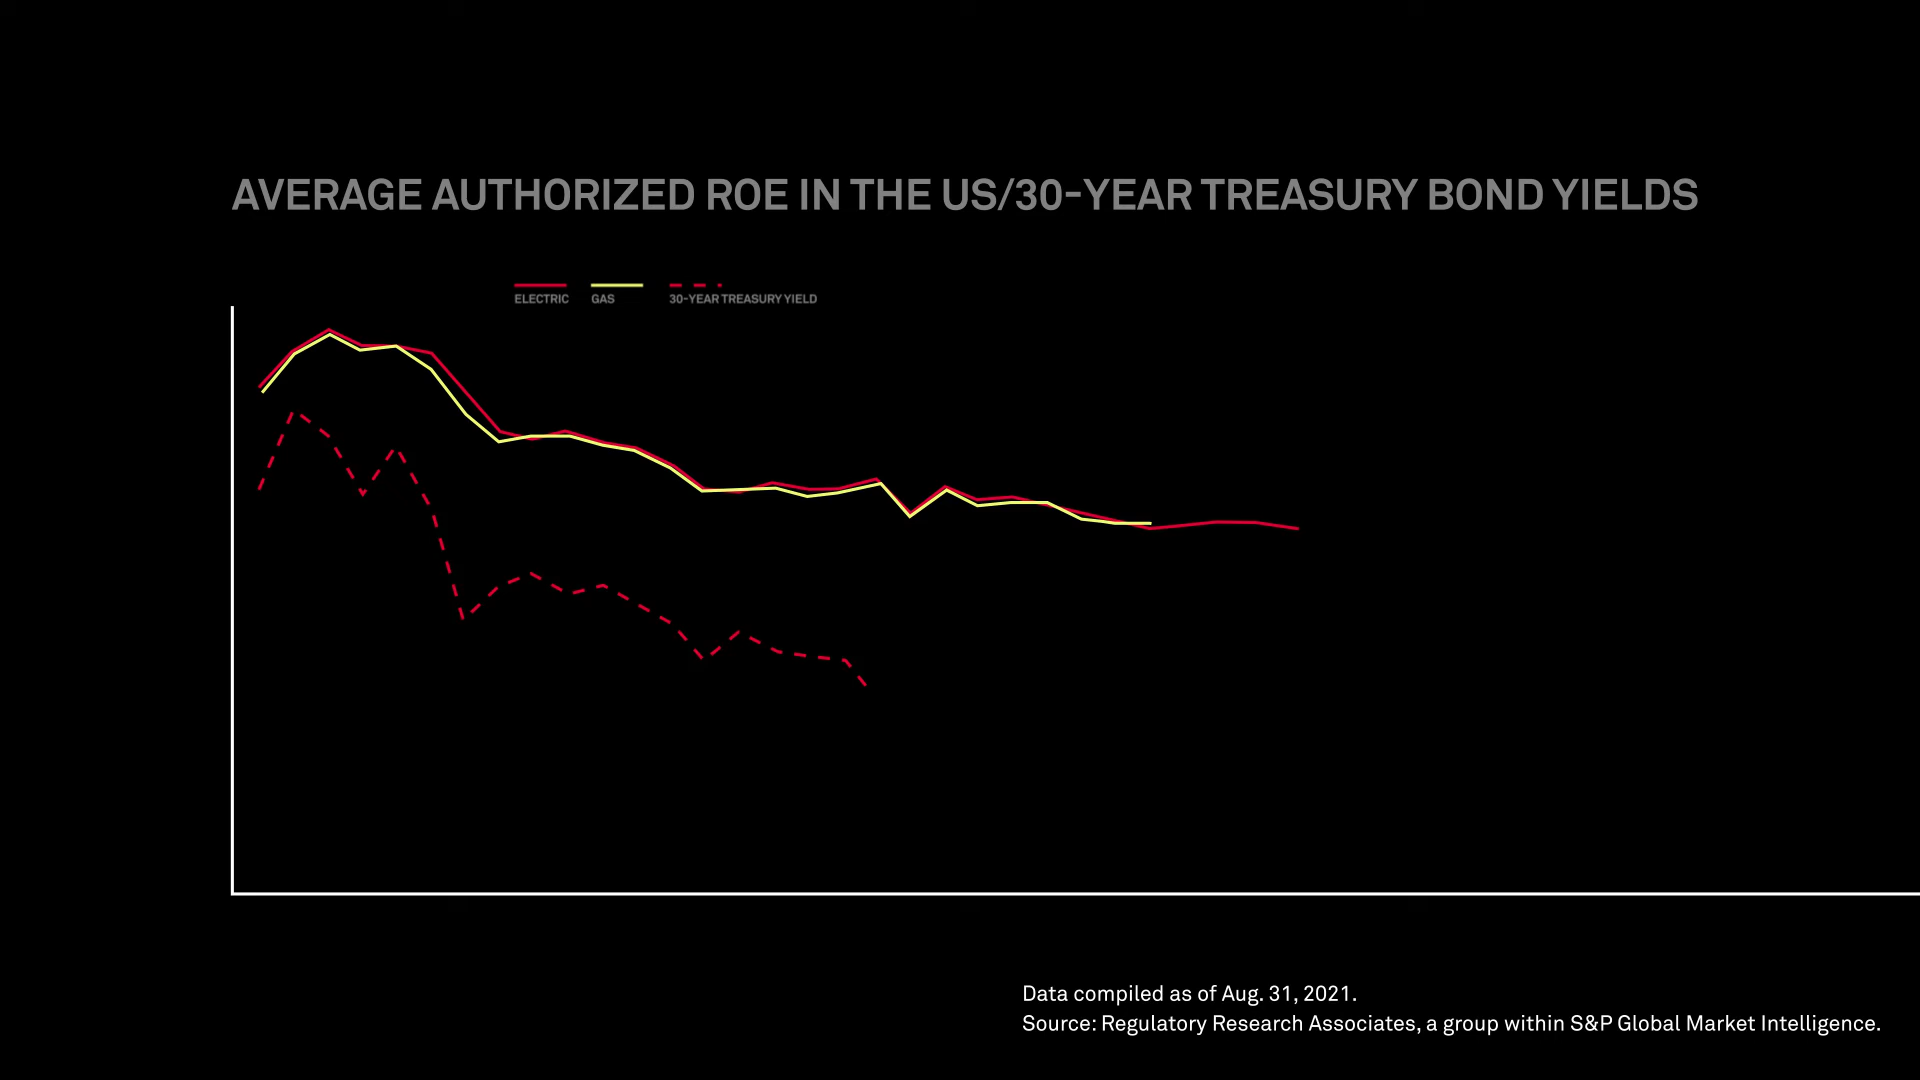 AVERAGE AUTHORIZED ROE IN THE US/30-YEAR TREASURY BOND YIELDS
ELECTRIC GAS 30-YEAR TREASURY YIELD
Data compiled as of Aug. 31, 2021.
Source: Regulatory Research Associates, a group within S&P Global Market Intelligence.